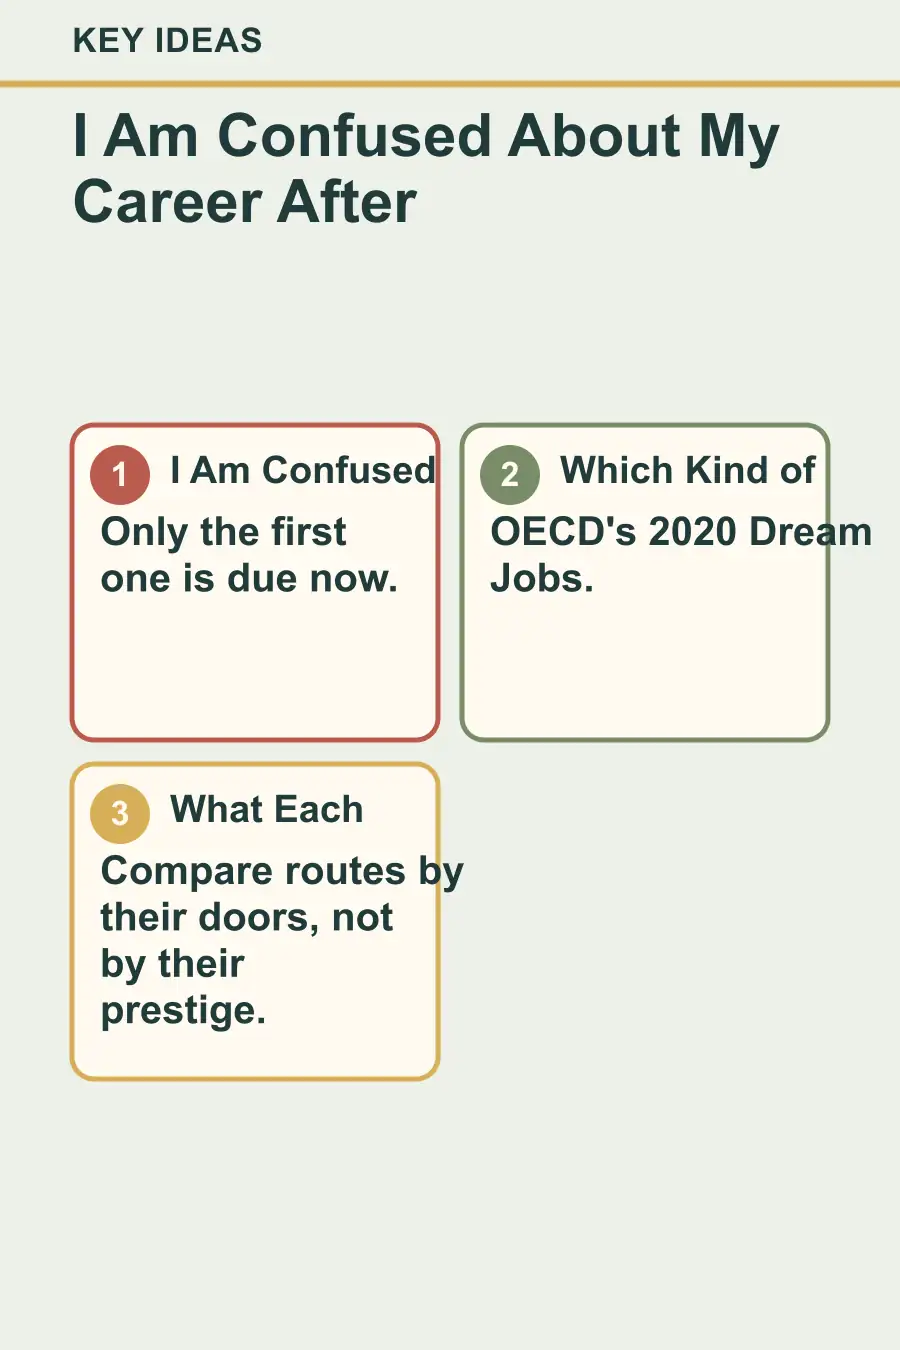 KEY IDEAS
I Am Confused About My
Career After
1 I Am Confused
Only the first
one is due now.
2 Which Kind of
OECD's 2020 Dream
Jobs.
3 What Each
Compare routes by
their doors, not
by their
prestige.